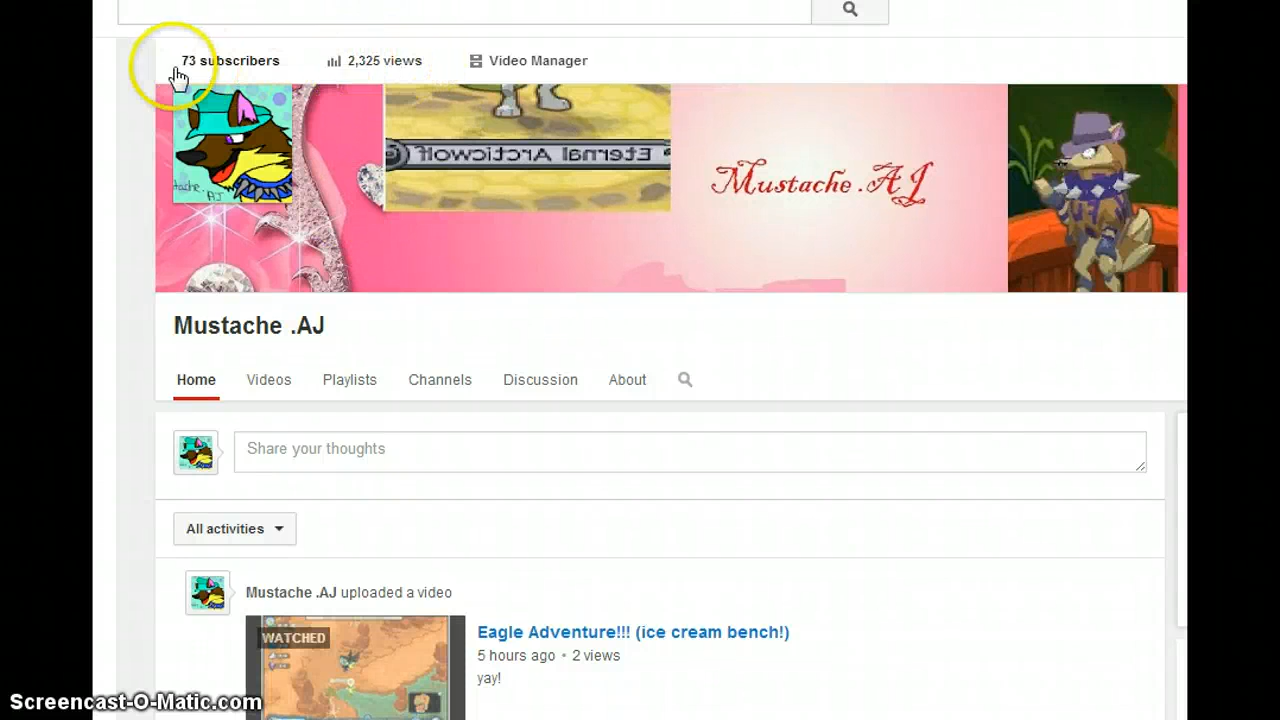 73 subscribers 2,325 views Video Manager
Eternal Arcticwolf
Mustache .AJ
tache.
AJ
Mustache .AJ
Home Videos Playlists Channels Discussion About
Share your thoughts
All activities
Mustache .AJ uploaded a video
WATCHED
Eagle Adventure!!! (ice cream bench!)
5 hours ago • 2 views
yay!
Screencast-O-Matic.com